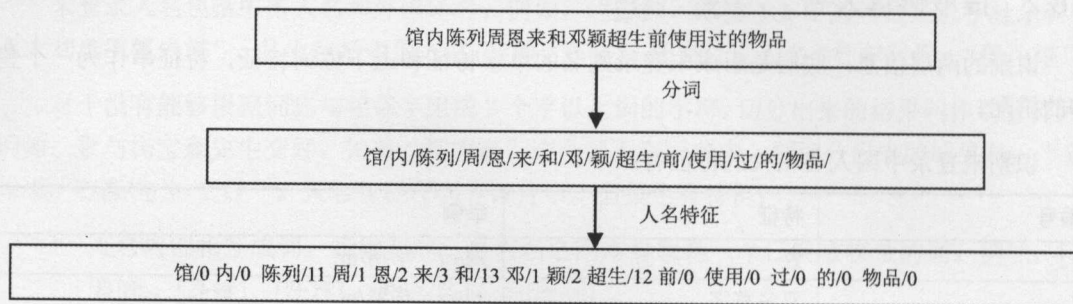 馆内陈列周恩来和邓颖超生前使用过的物品
分词
馆/内/陈列/周/恩/来/和/邓/颖/超生/前/使用/过/的/物品/
人名特征
馆/0 内/0 陈列/11 周/1 恩/2 来/3 和/13 邓/1 颖/2 超生/12 前/0 使用/0 过/0 的/0 物品/0